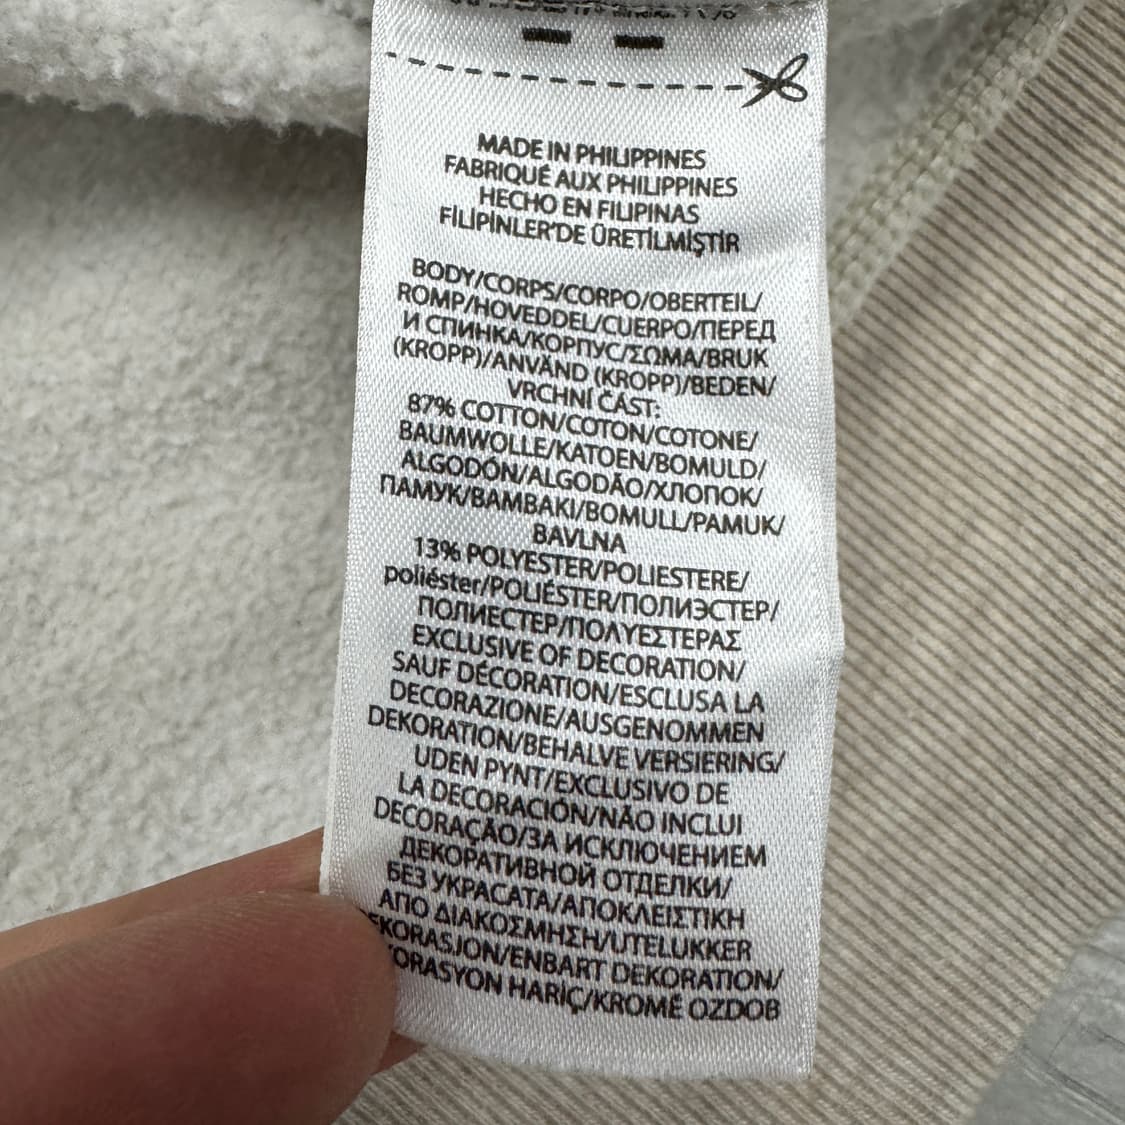 MADE IN PHILIPPINES
FABRIQUÉ AUX PHILIPPINES
HECHO EN FILIPINAS
FİLİPİNLER'DE ÜRETİLMİŞTİR
BODY/CORPS/CORPO/OBERTEIL/
ROMP/HOVEDDEL/CUERPO/ПЕРЕД
И СПИНКА/КОРПУС/ΣΩΜΑ/BRUK
(KROPP)/ANVÄND (KROPP)/BEDEN/
VRCHNÍ ČÁST:
87% COTTON/COTON/COTONE/
BAUMWOLLE/KATOEN/BOMULD/
ALGODÓN/ALGODÃO/ХЛОПОК/
ПАМУК/ΒΑΜΒΑΚΙ/BOMULL/PAMUK/
BAVLNA
13% POLYESTER/POLIESTERE/
poliéster/POLIÉSTER/ПОЛИЭСТЕР/
ПОЛИЕСТЕР/ΠΟΛΥΕΣΤΕΡΑΣ
EXCLUSIVE OF DECORATION/
SAUF DÉCORATION/ESCLUSA LA
DECORAZIONE/AUSGENOMMEN
DEKORATION/BEHALVE VERSIERING/
UDEN PYNT/EXCLUSIVO DE
LA DECORACIÓN/NÃO INCLUI
DECORAÇÃO/ЗА ИСКЛЮЧЕНИЕМ
ДЕКОРАТИВНОЙ ОТДЕЛКИ/
БЕЗ УКРАСАТА/ΑΠΟΚΛΕΙΣΤΙΚΗ
ΑΠΟ ΔΙΑΚΟΣΜΗΣΗ/UTELUKKER
EKORASJON/ENBART DEKORATION/
ORASYON HARİÇ/KROMĚ OZDOB